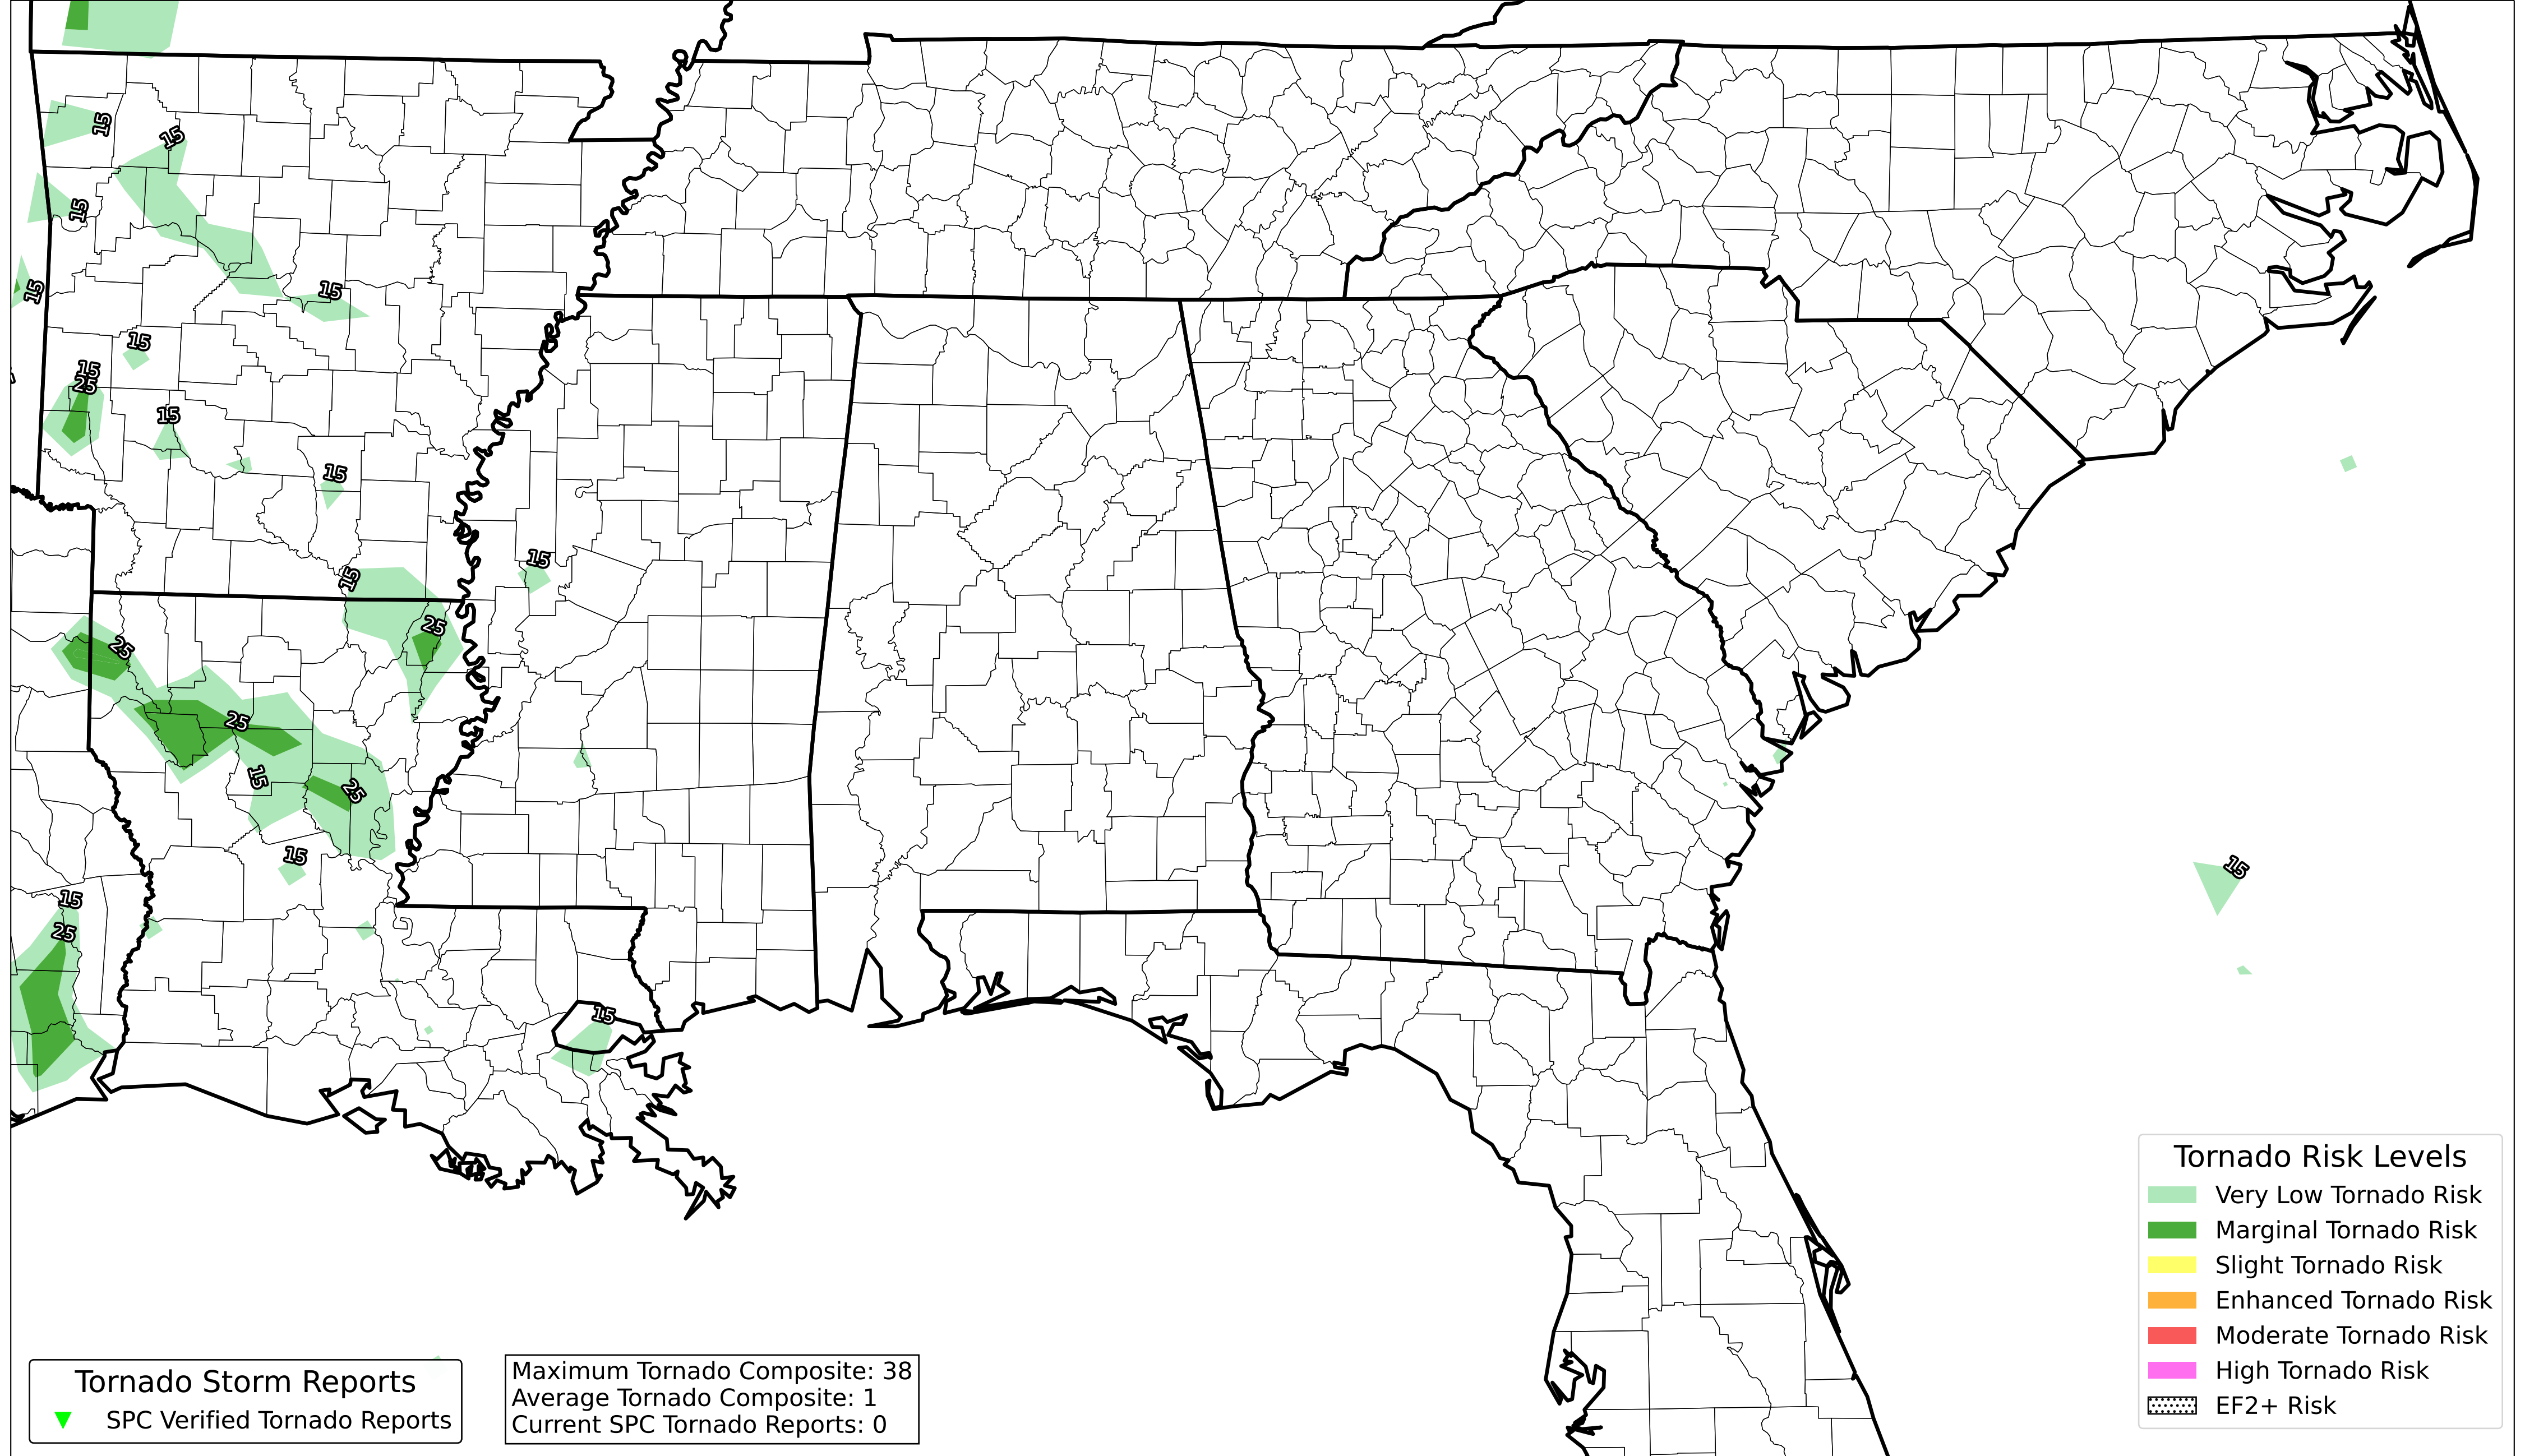 15
15
15
15
15
15
15
25
15
15
15
15
25
25
25
15
25
15
15
15
25
15
Tornado Risk Levels
Very Low Tornado Risk
Marginal Tornado Risk
Slight Tornado Risk
Enhanced Tornado Risk
Moderate Tornado Risk
High Tornado Risk
EF2+ Risk
Tornado Storm Reports
SPC Verified Tornado Reports
Maximum Tornado Composite: 38
Average Tornado Composite: 1
Current SPC Tornado Reports: 0